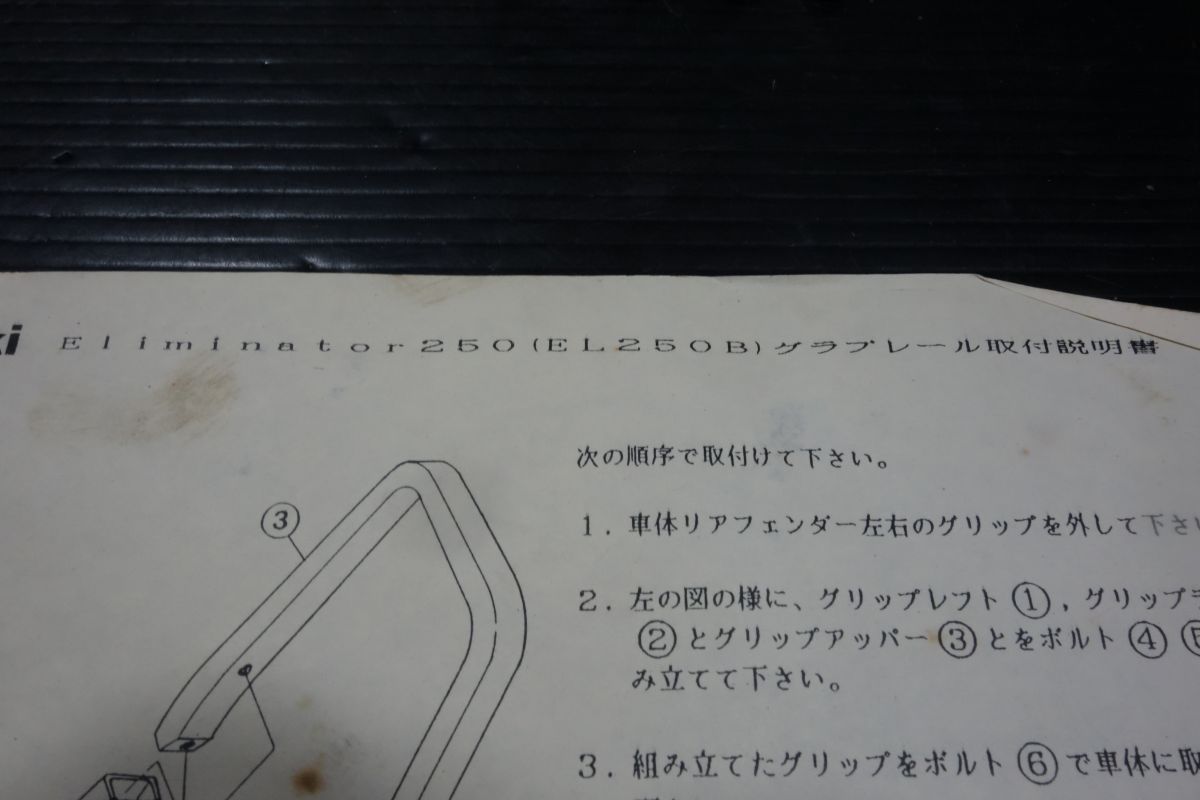 ki Eliminator250(EL250B)グラブレール取付説明書
次の順序で取付けて下さい。
③
1．車体リアフェンダー左右のグリップを外して下さい
2．左の図の様に、グリップレフト①，グリップラ
②とグリップアッパー③とをボルト④⑤
み立てて下さい。
3．組み立てたグリップをボルト⑥で車体に取